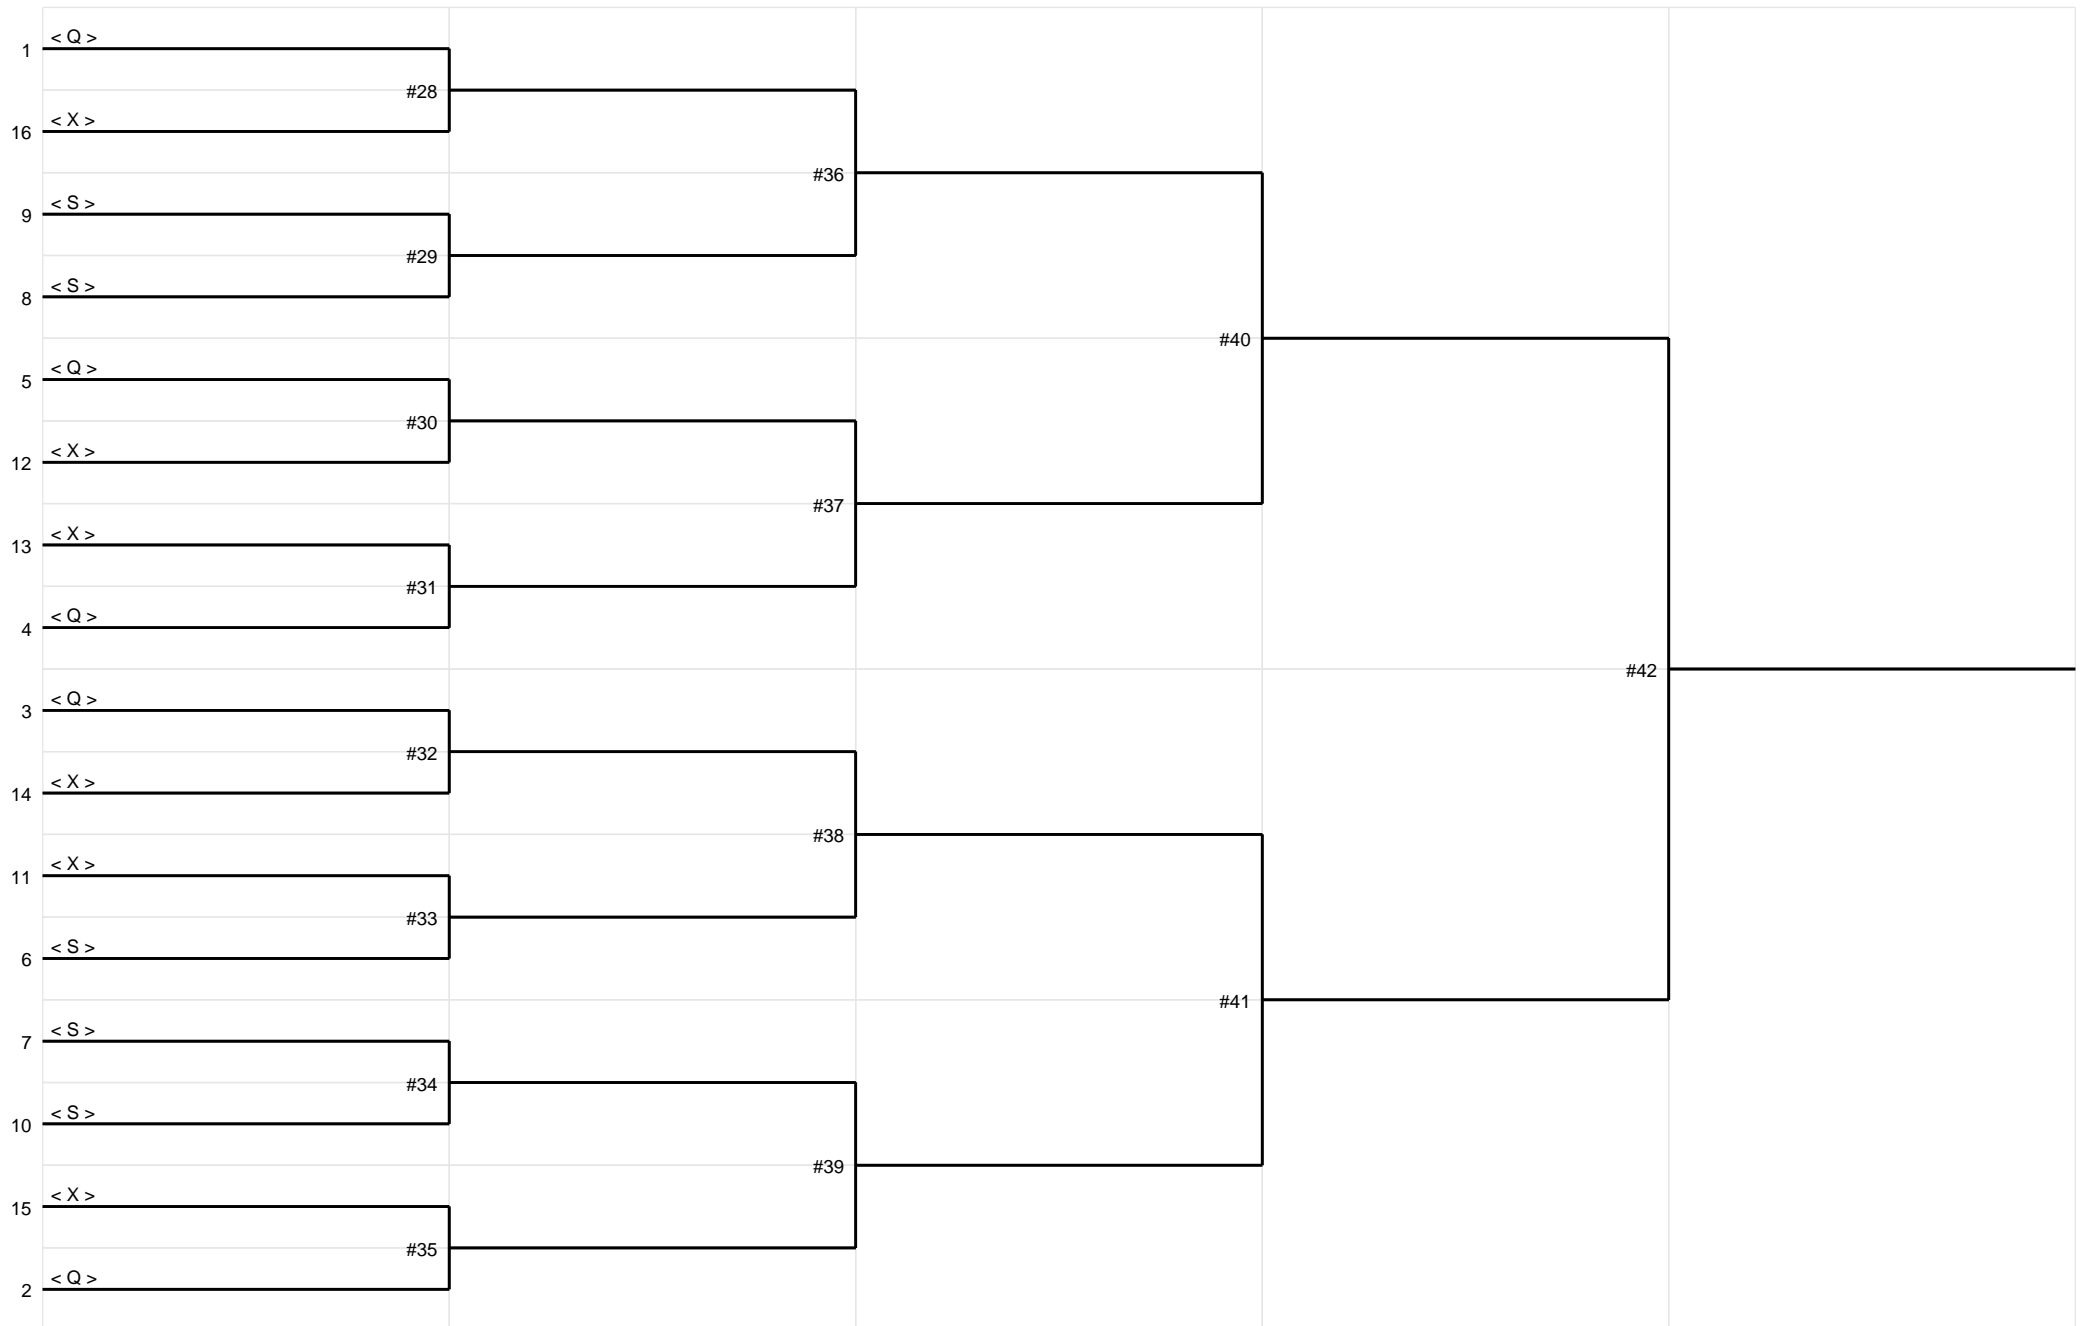 < Q >
1
#28
< X >
16
#36
< S >
9
#29
< S >
8
#40
< Q >
5
#30
< X >
12
#37
< X >
13
#31
< Q >
4
#42
< Q >
3
#32
< X >
14
#38
< X >
11
#33
< S >
6
#41
< S >
7
#34
< S >
10
#39
< X >
15
#35
< Q >
2